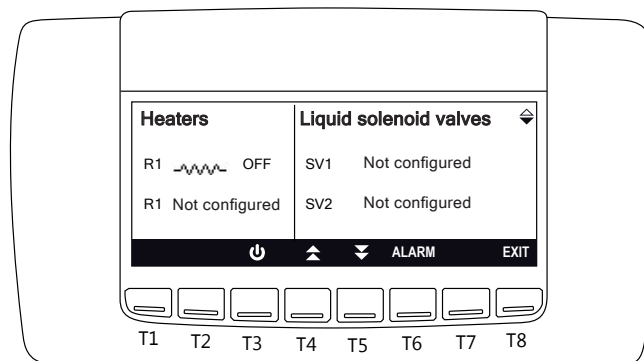 Heaters
R1 OFF
R1 Not configured
Liquid solenoid valves
SV1 Not configured
SV2 Not configured
ALARM EXIT
T1 T2 T3 T4 T5 T6 T7 T8